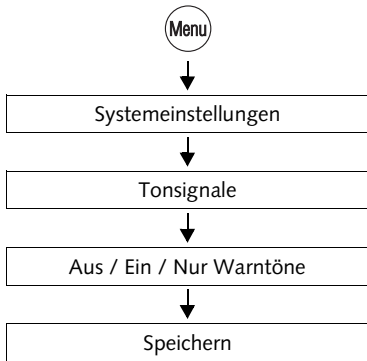 Menu
Systemeinstellungen
Tonsignale
Aus / Ein / Nur Warntöne
Speichern